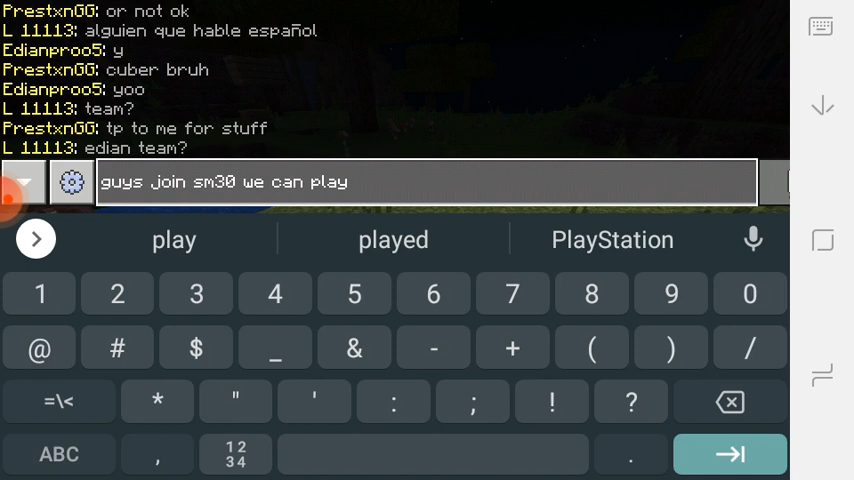 PrestxnGG: or not ok
L 11113: alguien que hable español
Edianproo5: y
PrestxnGG: cuber bruh
Edianproo5: yoo
L 11113: team?
PrestxnGG: tp to me for stuff
L 11113: edian team?
guys join sm30 we can play
play played PlayStation
1 2 3 4 5 6 7 8 9 0
@ # $ _ & - + ( ) /
=\< * " ' : ; ! ?
ABC , 12 34 .